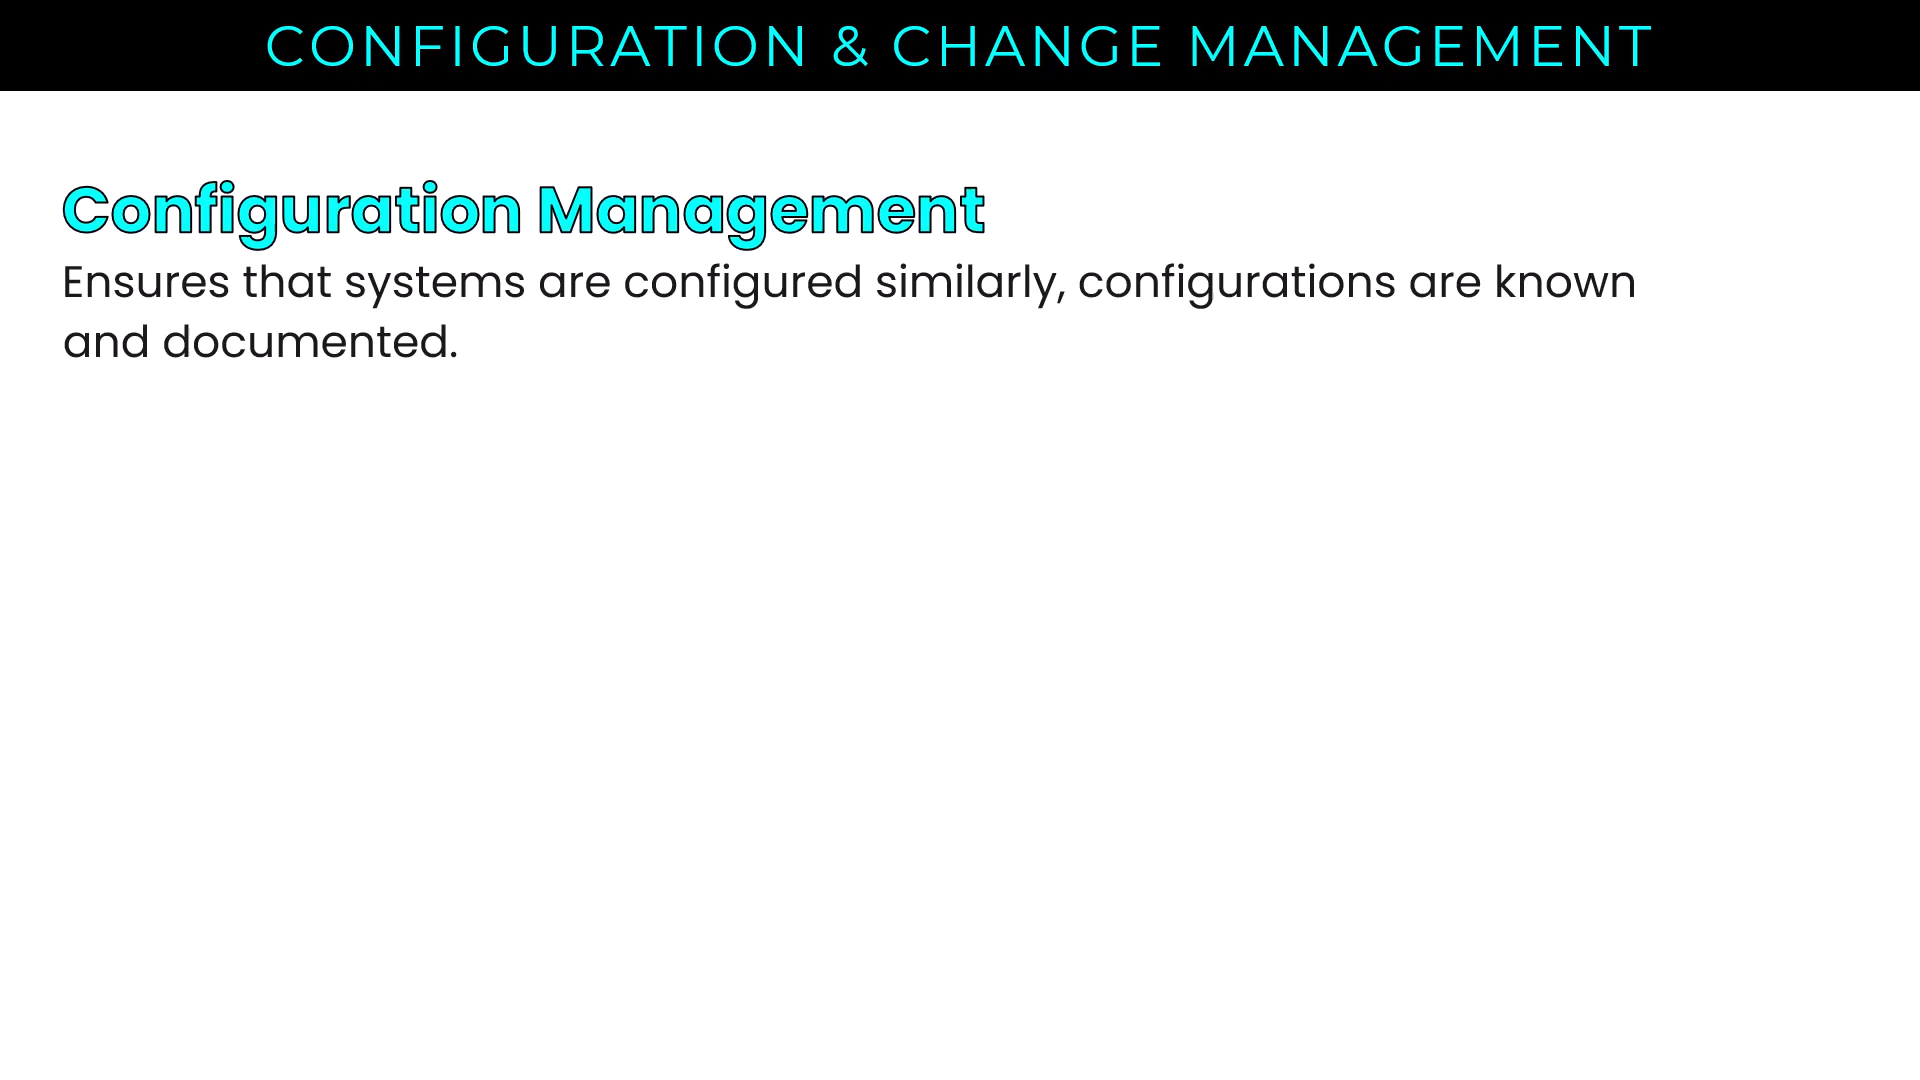 CONFIGURATION & CHANGE MANAGEMENT
Configuration Management
Ensures that systems are configured similarly, configurations are known
and documented.